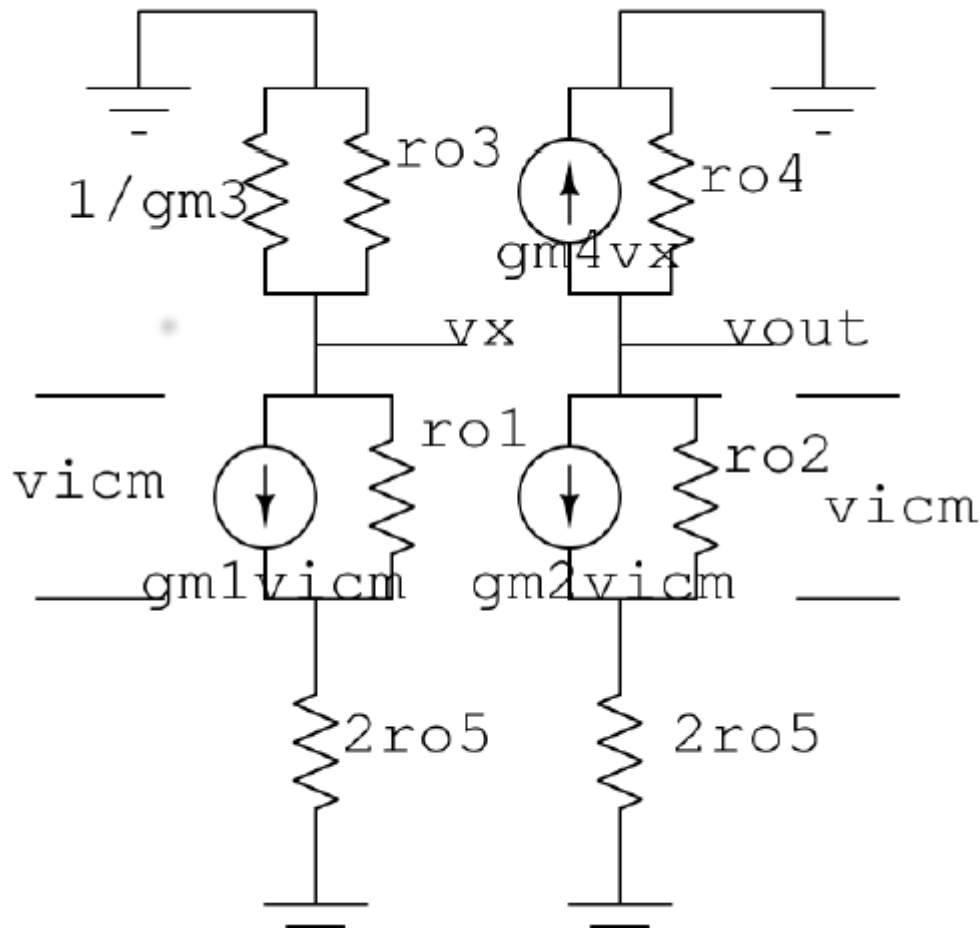 ro3
1/gm3
ro4
gm4vx
vx
vout
ro1
vicm
ro2
vicm
gm1vicm
gm2vicm
2ro5
2ro5